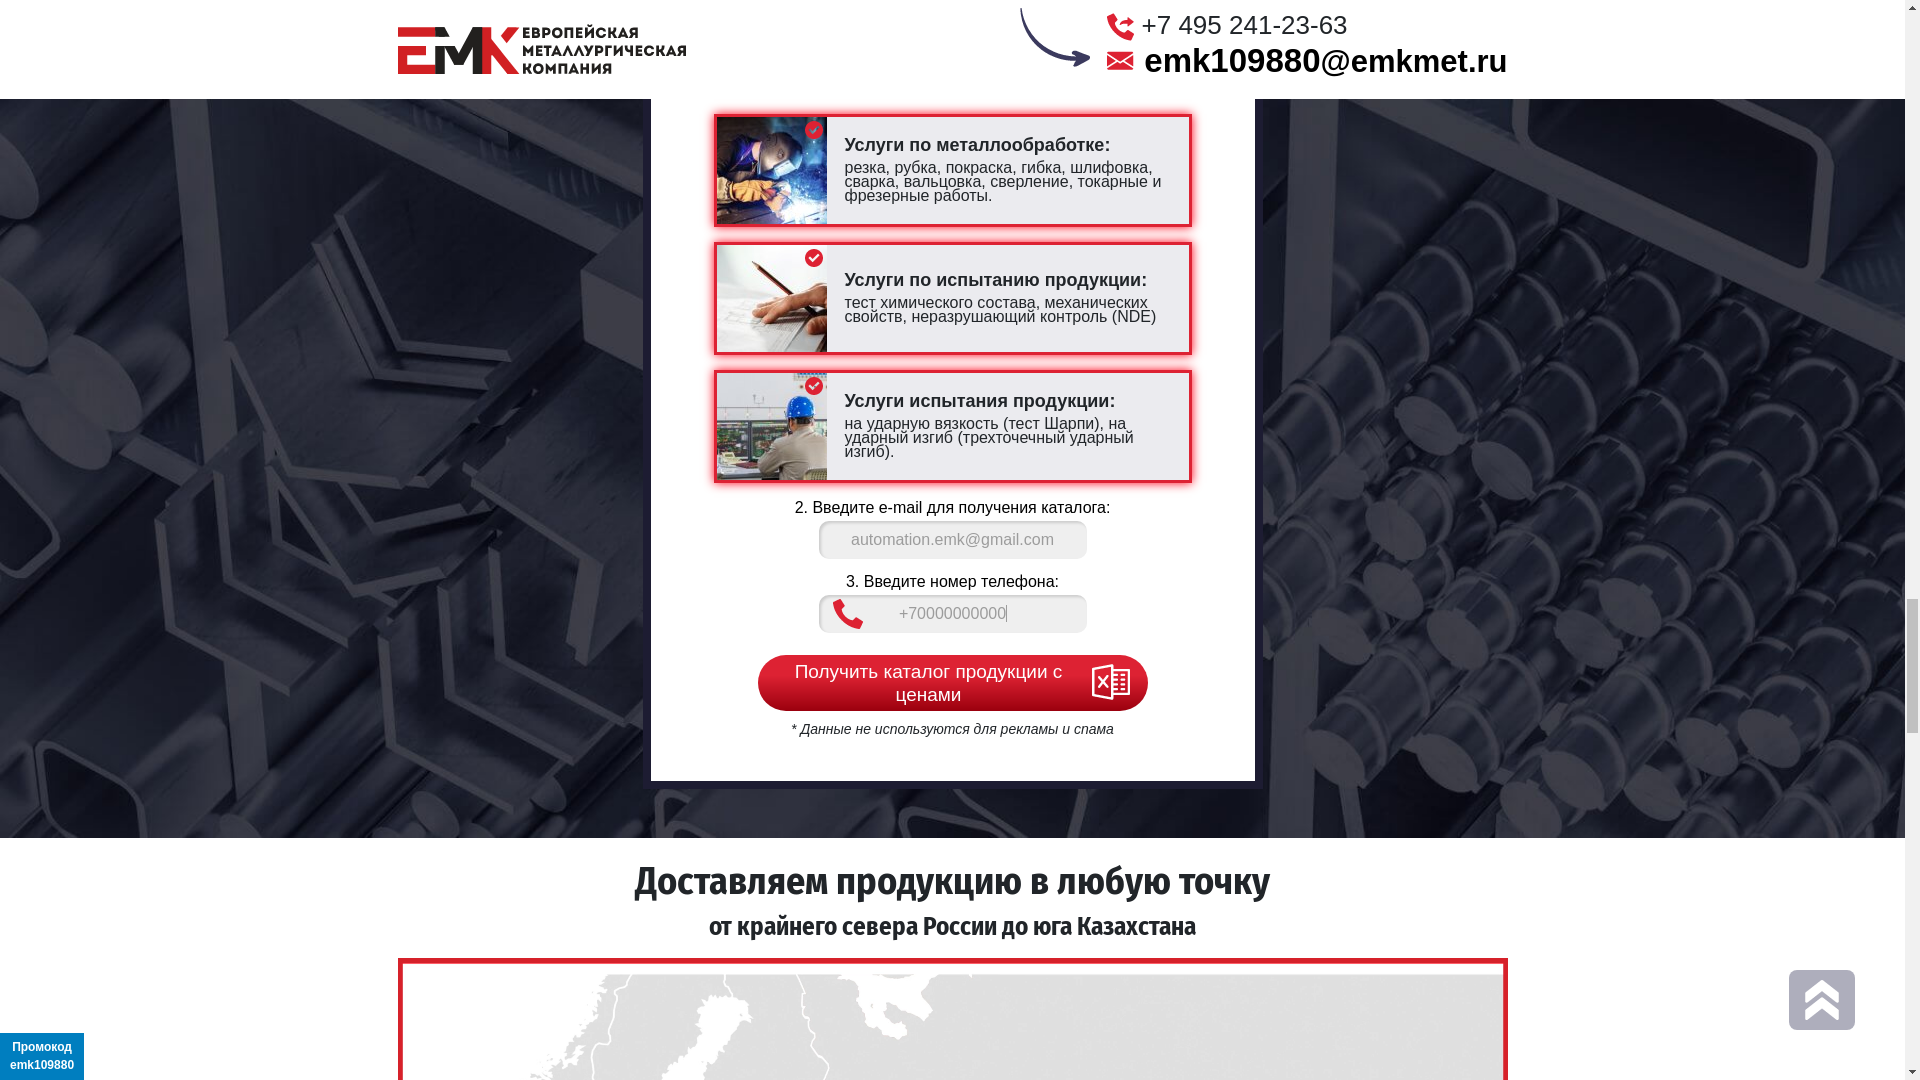 ЕВРОПЕЙСКАЯ
МЕТАЛЛУРГИЧЕСКАЯ
КОМПАНИЯ
ЕМК
+7 495 241-23-63
emk109880@emkmet.ru
Услуги по металлообработке:
резка, рубка, покраска, гибка, шлифовка,
сварка, вальцовка, сверление, токарные и
фрезерные работы.
Услуги по испытанию продукции:
тест химического состава, механических
свойств, неразрушающий контроль (NDE)
Услуги испытания продукции:
на ударную вязкость (тест Шарпи), на
ударный изгиб (трехточечный ударный
изгиб).
2. Введите e-mail для получения каталога:
automation.emk@gmail.com
3. Введите номер телефона:
+70000000000
Получить каталог продукции с
ценами
* Данные не используются для рекламы и спама
Доставляем продукцию в любую точку
от крайнего севера России до юга Казахстана
Промокод
emk109880